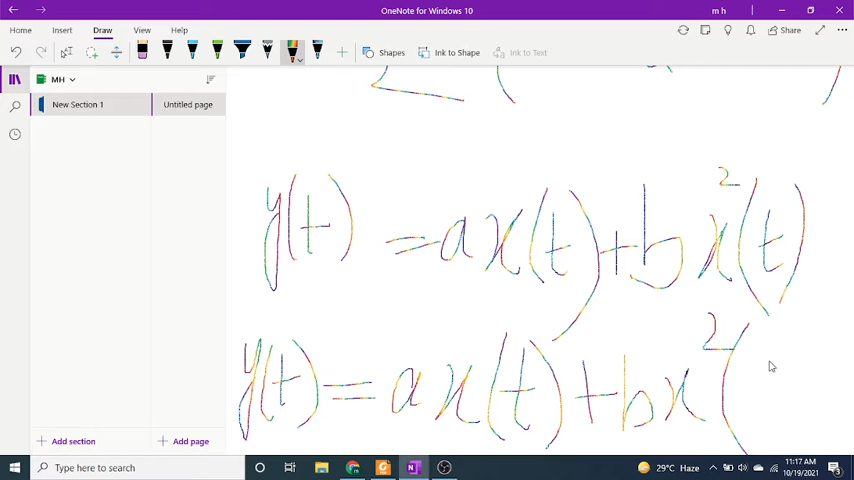 OneNote for Windows 10
m h
Home Insert Draw View Help
Share
Shapes Ink to Shape Ink to Text
MH
New Section 1 Untitled page
y(t) = ax(t) + bx²(t)
y(t) = ax(t) + bx²(
Add section Add page
Type here to search
29°C Haze
11:17 AM
10/19/2021
3